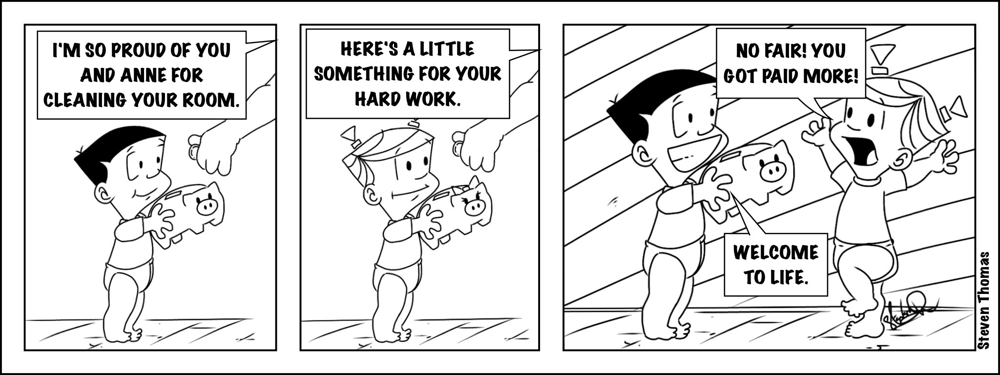 I'M SO PROUD OF YOU
AND ANNE FOR
CLEANING YOUR ROOM.
HERE'S A LITTLE
SOMETHING FOR YOUR
HARD WORK.
NO FAIR! YOU
GOT PAID MORE!
WELCOME
TO LIFE.
Steven Thomas